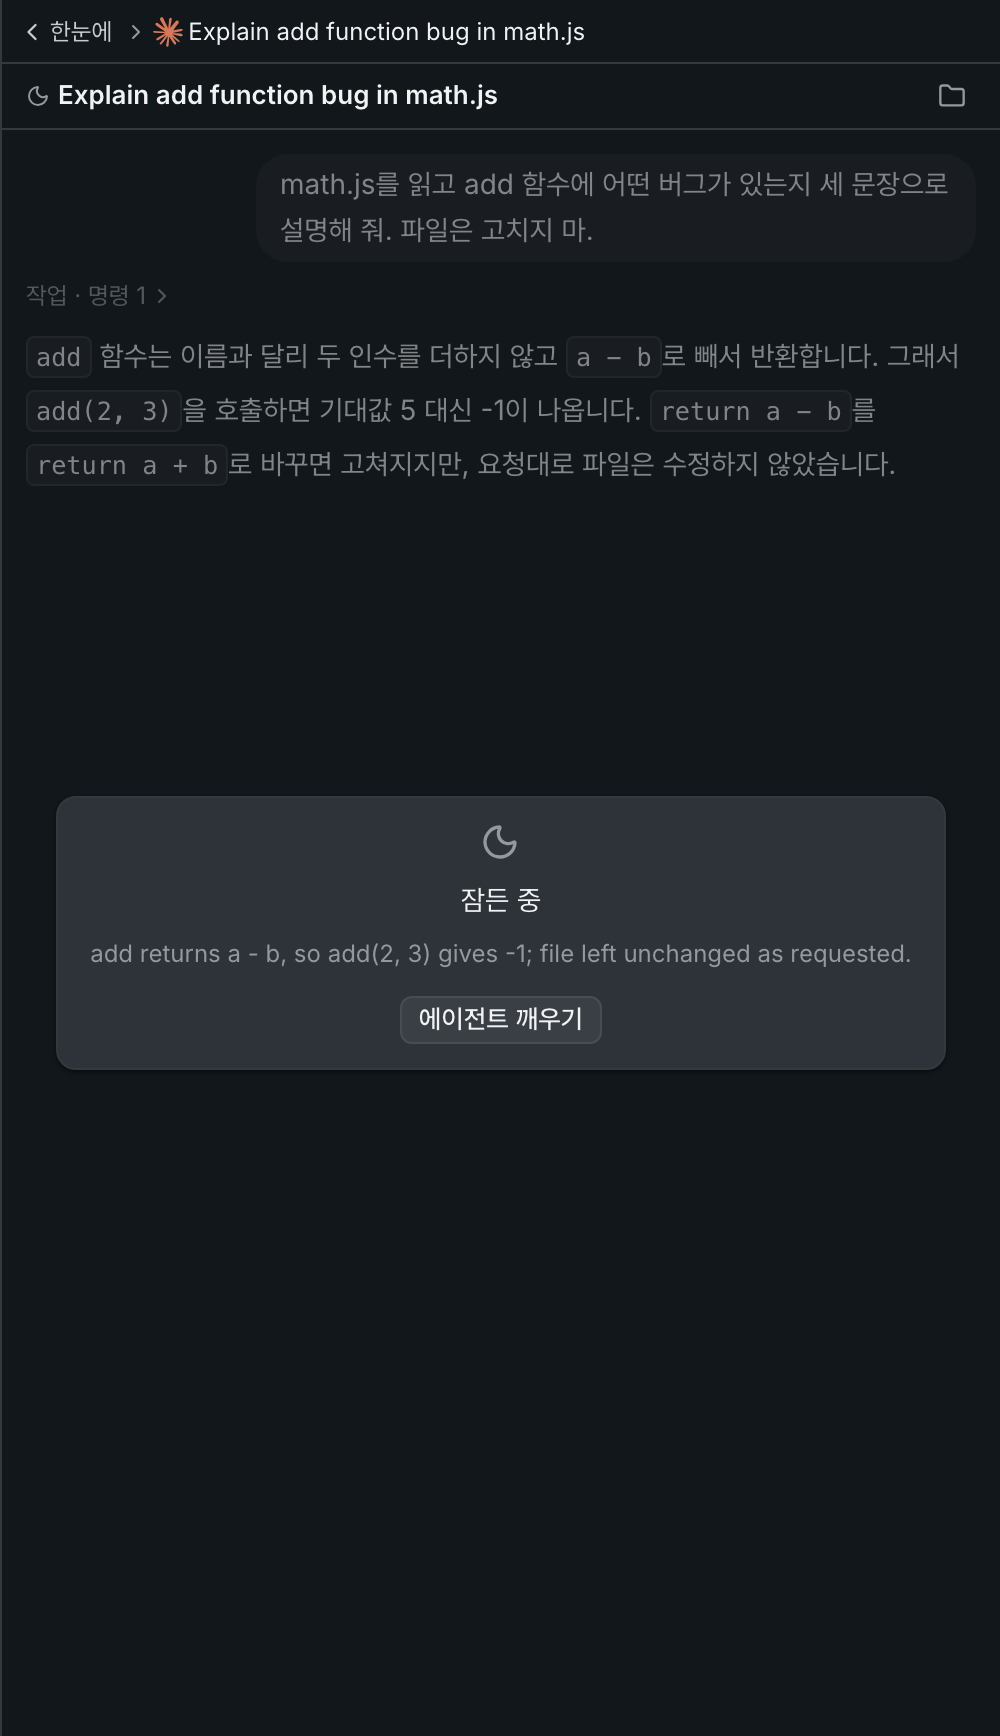 한눈에 > Explain add function bug in math.js
Explain add function bug in math.js
math.js를 읽고 add 함수에 어떤 버그가 있는지 세 문장으로
설명해 줘. 파일은 고치지 마.
작업 · 명령 1 >
add 함수는 이름과 달리 두 인수를 더하지 않고 a - b로 빼서 반환합니다. 그래서
add(2, 3)을 호출하면 기대값 5 대신 -1이 나옵니다. return a - b를
return a + b로 바꾸면 고쳐지지만, 요청대로 파일은 수정하지 않았습니다.
잠든 중
add returns a - b, so add(2, 3) gives -1; file left unchanged as requested.
에이전트 깨우기